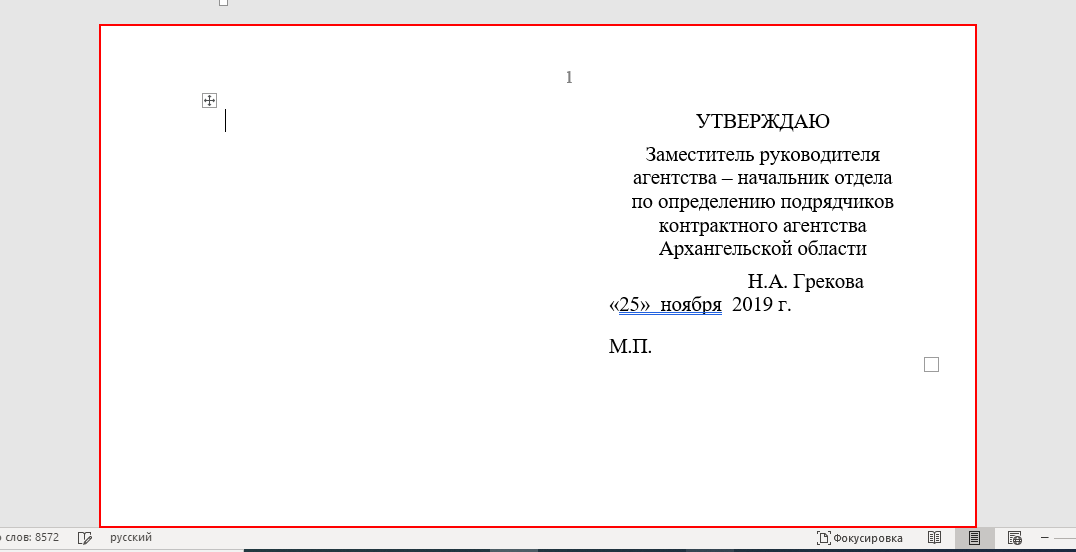 1
УТВЕРЖДАЮ
Заместитель руководителя
агентства – начальник отдела
по определению подрядчиков
контрактного агентства
Архангельской области
Н.А. Грекова
«25»  ноября  2019 г.
М.П.
слов: 8572 русский Фокусировка